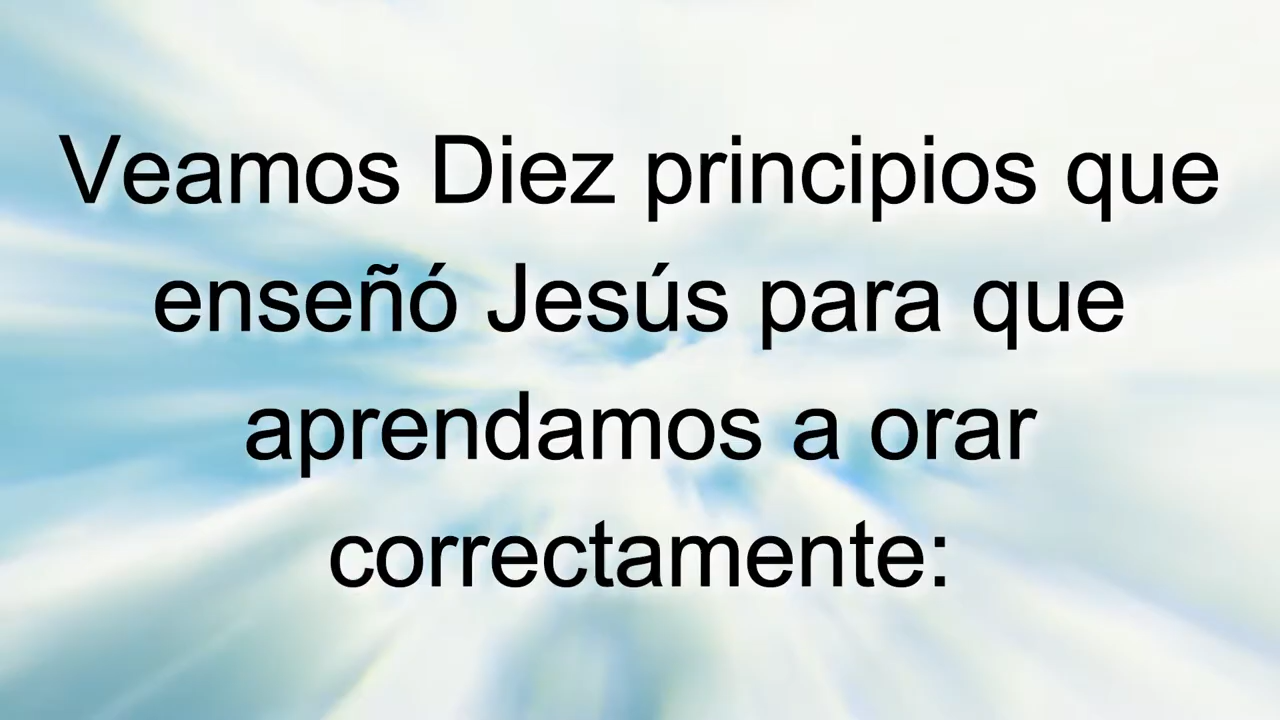 Veamos Diez principios que
enseñó Jesús para que
aprendamos a orar
correctamente: